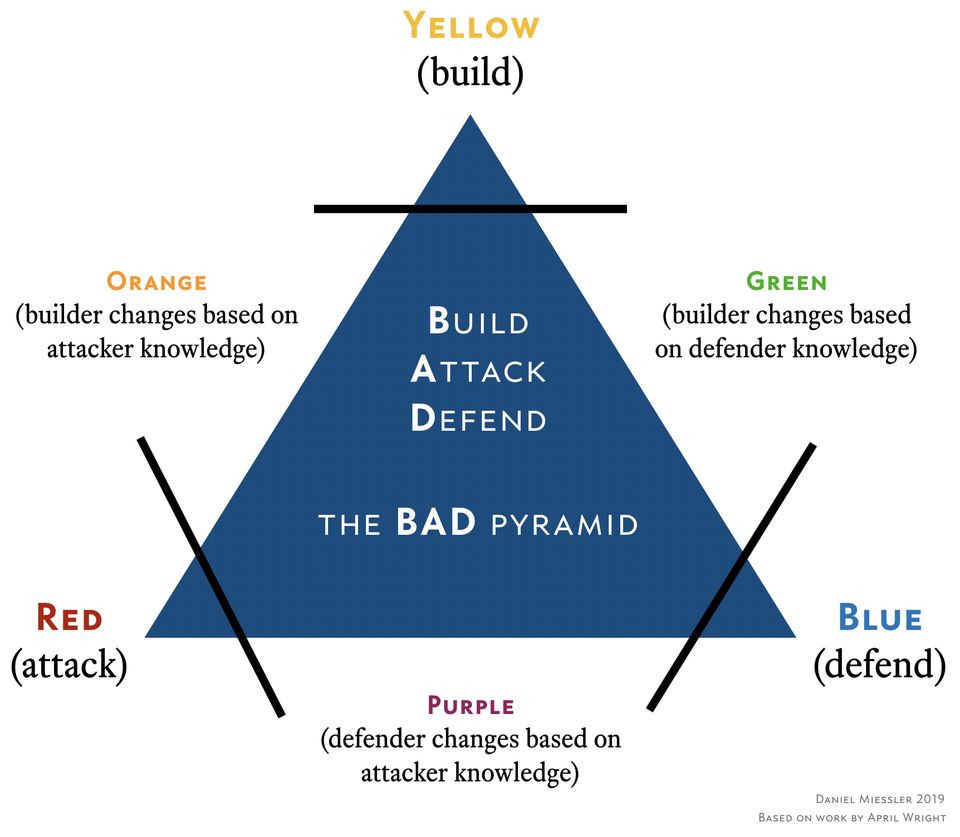 YELLOW
(build)
ORANGE
(builder changes based on
attacker knowledge)
GREEN
(builder changes based
on defender knowledge)
BUILD
ATTACK
DEFEND
THE BAD PYRAMID
RED
(attack)
BLUE
(defend)
PURPLE
(defender changes based on
attacker knowledge)
DANIEL MIESSLER 2019
BASED ON WORK BY APRIL WRIGHT